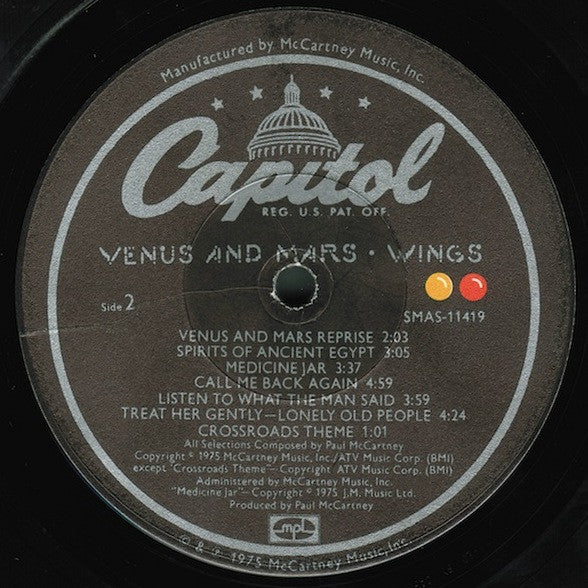 Manufactured by McCartney Music, Inc.
Capitol
REG. U.S. PAT. OFF.
VENUS AND MARS · WINGS
Side 2
SMAS-11419
VENUS AND MARS REPRISE 2:03
SPIRITS OF ANCIENT EGYPT 3:05
MEDICINE JAR 3:37
CALL ME BACK AGAIN 4:59
LISTEN TO WHAT THE MAN SAID 3:59
TREAT HER GENTLY—LONELY OLD PEOPLE 4:24
CROSSROADS THEME 1:01
All Selections Composed by Paul McCartney
Copyright © 1975 McCartney Music, Inc./ATV Music Corp. (BMI)
except "Crossroads Theme"—Copyright ATV Music Corp. (BMI)
Administered by McCartney Music, Inc.
"Medicine Jar"—Copyright © 1975 J.M. Music Ltd.
Produced by Paul McCartney
mpl
© & ℗ 1975 McCartney Music, Inc.